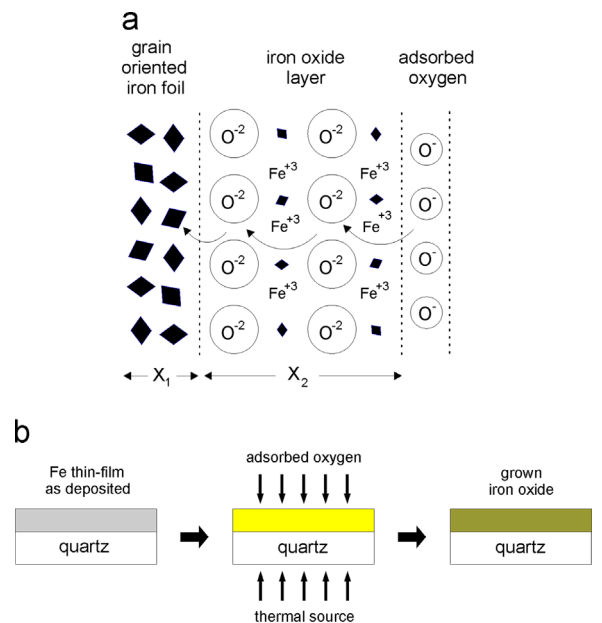 a
grain
oriented
iron foil
iron oxide
layer
adsorbed
oxygen
O-2 O-2 O-
Fe+3 Fe+3
O-2 O-2 O-
Fe+3 Fe+3
O-2 O-2 O-
Fe+3 Fe+3
O-2 O-2 O-
X1 X2
b
Fe thin-film
as deposited
adsorbed oxygen
grown
iron oxide
quartz quartz quartz
thermal source